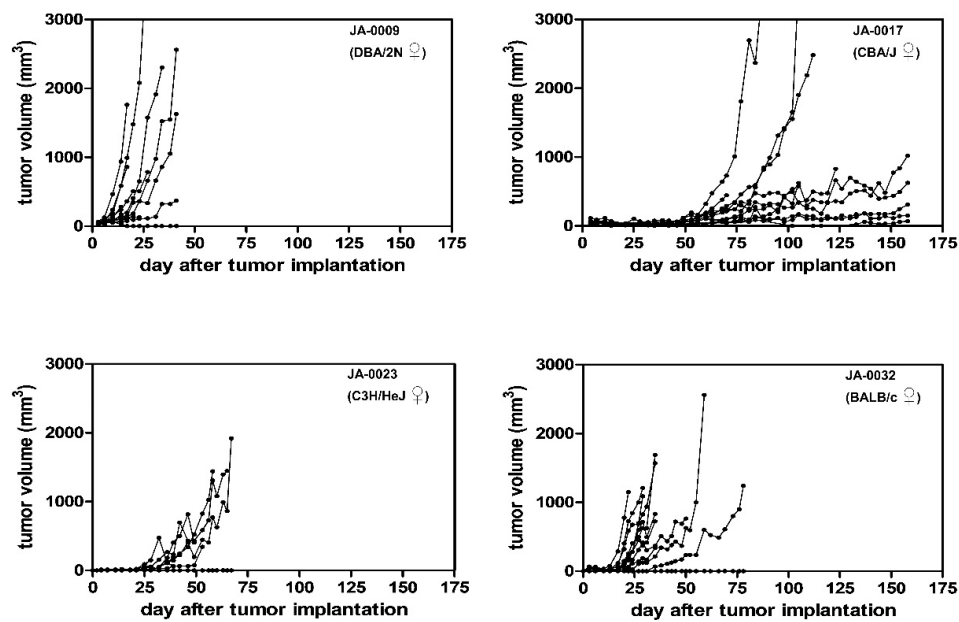 JA-0009
(DBA/2N ♀)
3000
2000
1000
0
tumor volume (mm³)
0 25 50 75 100 125 150 175
day after tumor implantation
JA-0017
(CBA/J ♀)
3000
2000
1000
0
tumor volume (mm³)
0 25 50 75 100 125 150 175
day after tumor implantation
JA-0023
(C3H/HeJ ♀)
3000
2000
1000
0
tumor volume (mm³)
0 25 50 75 100 125 150 175
day after tumor implantation
JA-0032
(BALB/c ♀)
3000
2000
1000
0
tumor volume (mm³)
0 25 50 75 100 125 150 175
day after tumor implantation